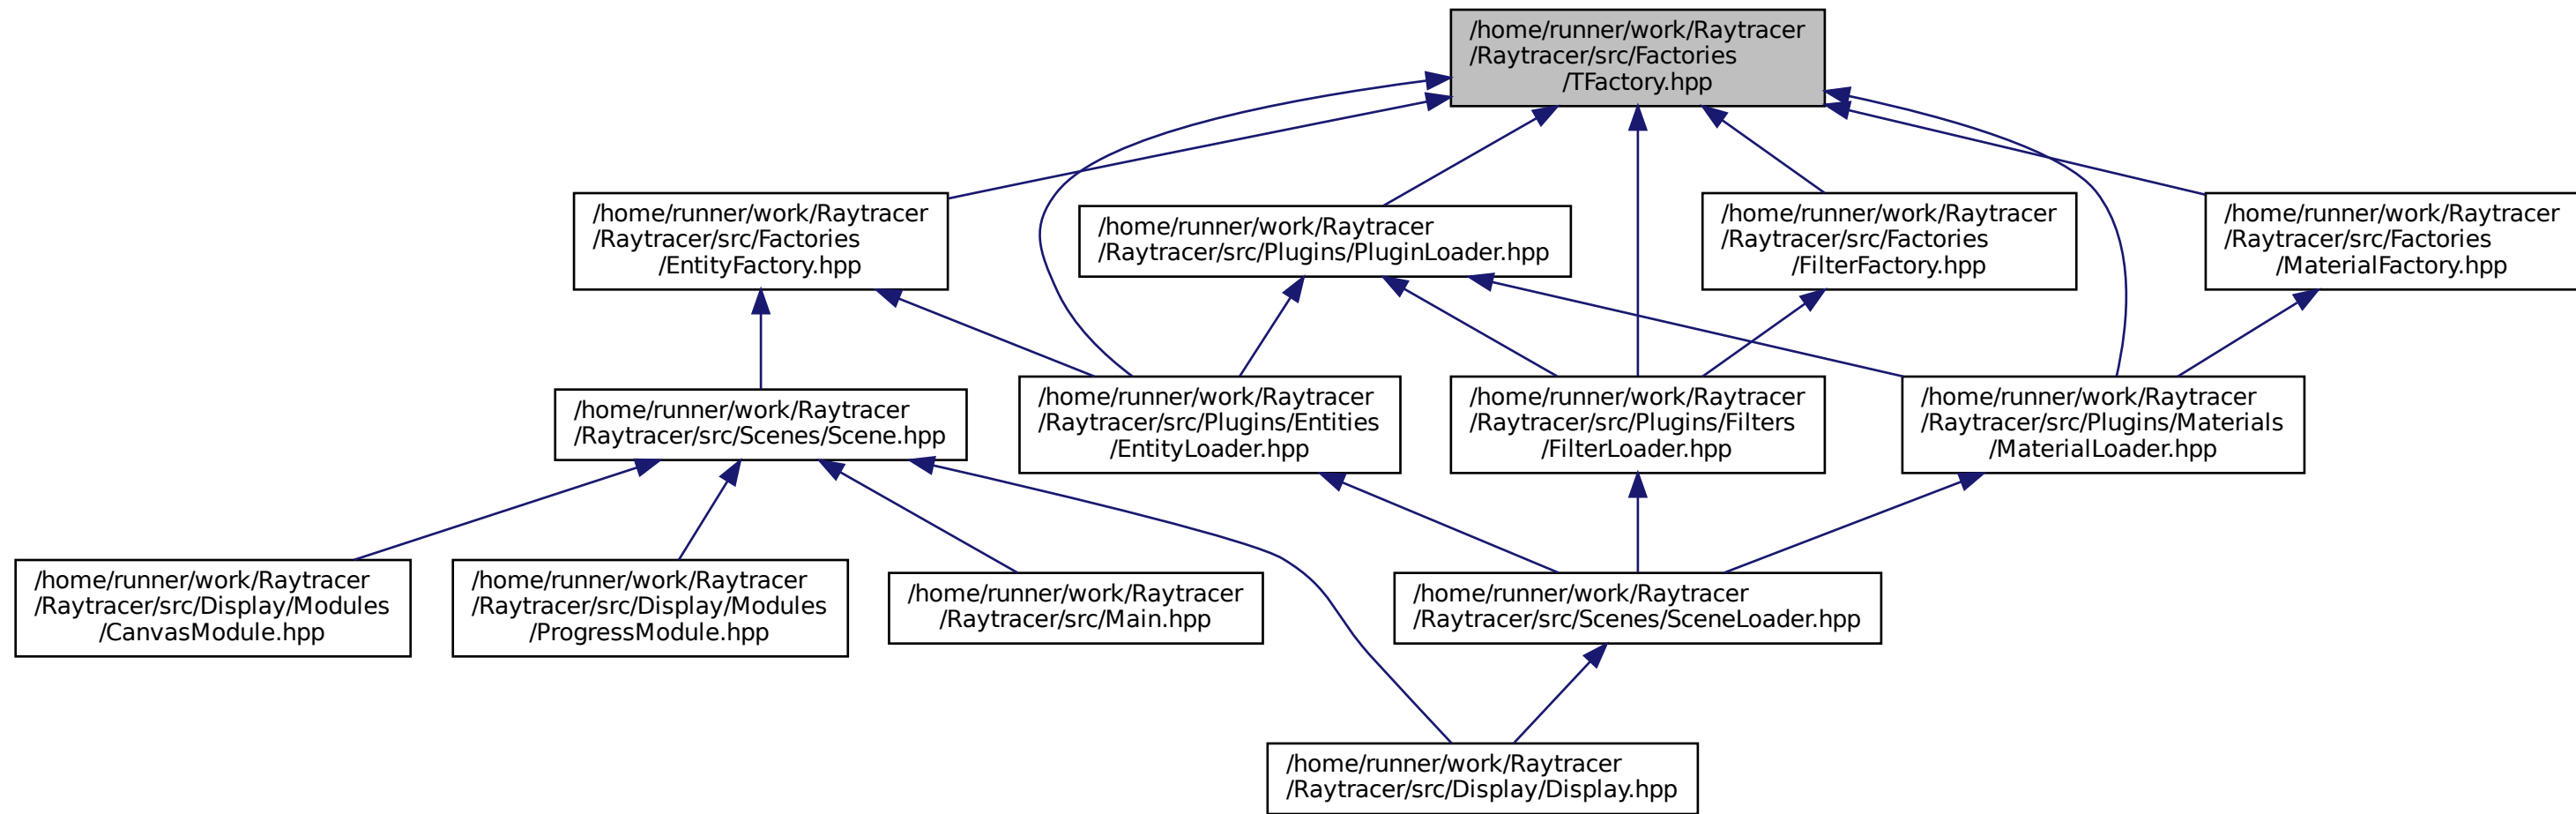 /home/runner/work/Raytracer
/Raytracer/src/Factories
/TFactory.hpp
/home/runner/work/Raytracer
/Raytracer/src/Factories
/EntityFactory.hpp
/home/runner/work/Raytracer
/Raytracer/src/Plugins/PluginLoader.hpp
/home/runner/work/Raytracer
/Raytracer/src/Factories
/FilterFactory.hpp
/home/runner/work/Raytracer
/Raytracer/src/Factories
/MaterialFactory.hpp
/home/runner/work/Raytracer
/Raytracer/src/Scenes/Scene.hpp
/home/runner/work/Raytracer
/Raytracer/src/Plugins/Entities
/EntityLoader.hpp
/home/runner/work/Raytracer
/Raytracer/src/Plugins/Filters
/FilterLoader.hpp
/home/runner/work/Raytracer
/Raytracer/src/Plugins/Materials
/MaterialLoader.hpp
/home/runner/work/Raytracer
/Raytracer/src/Display/Modules
/CanvasModule.hpp
/home/runner/work/Raytracer
/Raytracer/src/Display/Modules
/ProgressModule.hpp
/home/runner/work/Raytracer
/Raytracer/src/Main.hpp
/home/runner/work/Raytracer
/Raytracer/src/Scenes/SceneLoader.hpp
/home/runner/work/Raytracer
/Raytracer/src/Display/Display.hpp